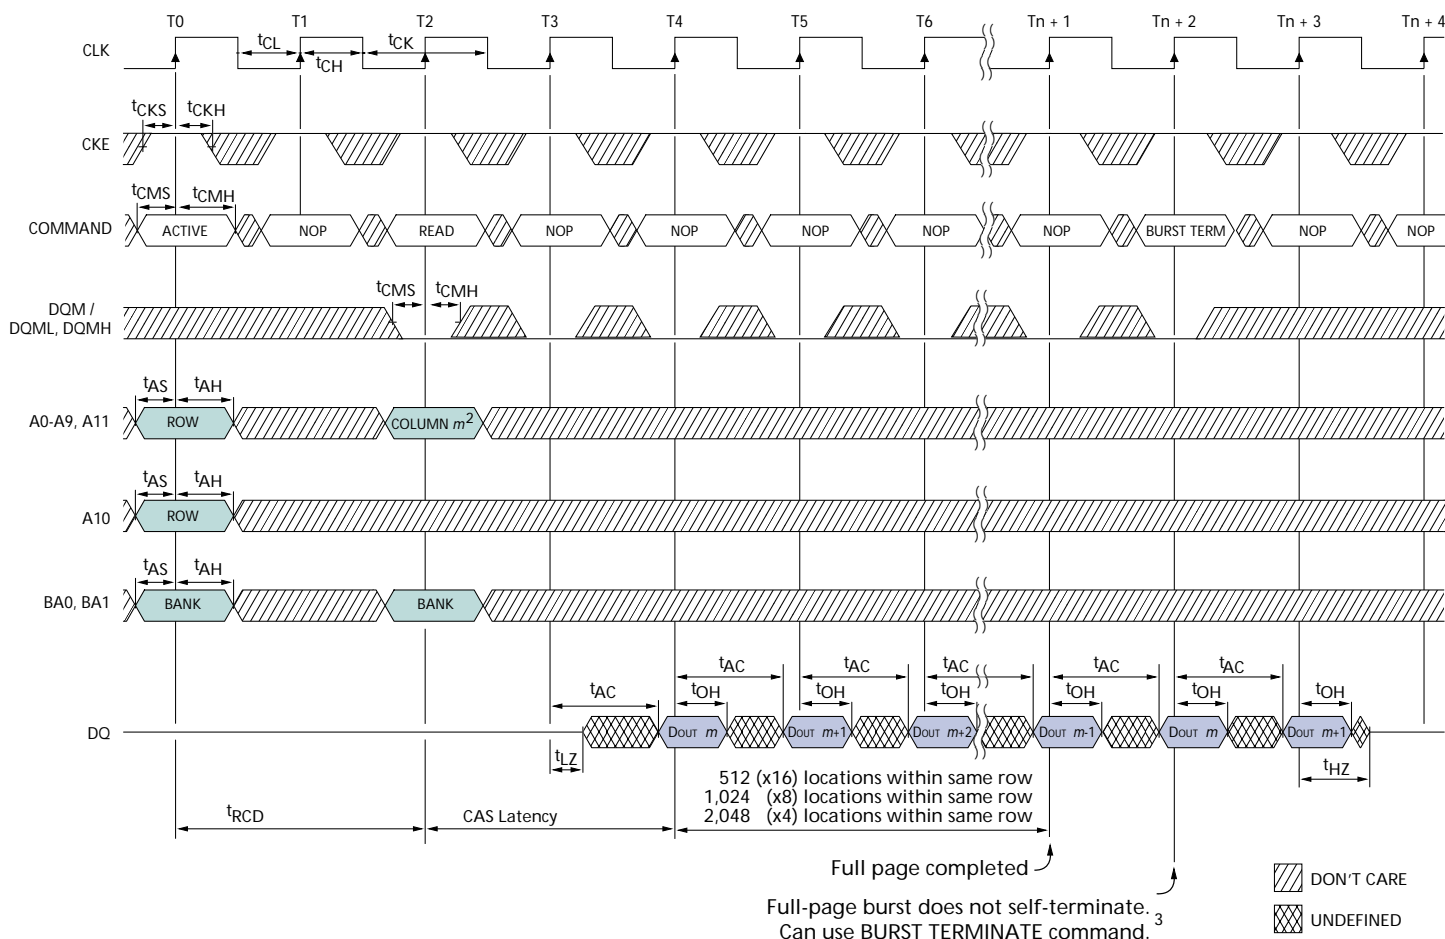 T0 T1 T2 T3 T4 T5 T6 Tn + 1 Tn + 2 Tn + 3 Tn + 4
CLK
tCL tCK
tCH
tCKS tCKH
CKE
tCMS tCMH
COMMAND ACTIVE NOP READ NOP NOP NOP NOP NOP BURST TERM NOP NOP
DQM /
DQML, DQMH
tCMS tCMH
tAS tAH
A0-A9, A11 ROW COLUMN m2
tAS tAH
A10 ROW
tAS tAH
BA0, BA1 BANK BANK
tAC tAC tAC tAC tAC
tAC tOH tOH tOH tOH tOH tOH
DQ DOUT m DOUT m+1 DOUT m+2 DOUT m-1 DOUT m DOUT m+1
tLZ tHZ
512 (x16) locations within same row
1,024 (x8) locations within same row
2,048 (x4) locations within same row
tRCD CAS Latency
Full page completed
Full-page burst does not self-terminate. 3
Can use BURST TERMINATE command.
DON'T CARE
UNDEFINED